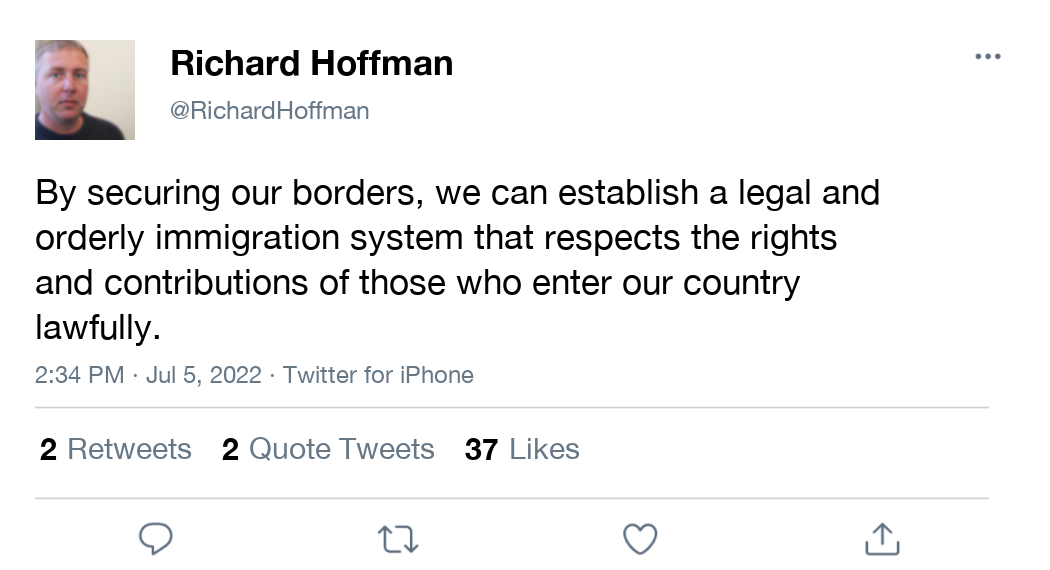 Richard Hoffman
@RichardHoffman
By securing our borders, we can establish a legal and
orderly immigration system that respects the rights
and contributions of those who enter our country
lawfully.
2:34 PM · Jul 5, 2022 · Twitter for iPhone
2 Retweets 2 Quote Tweets 37 Likes